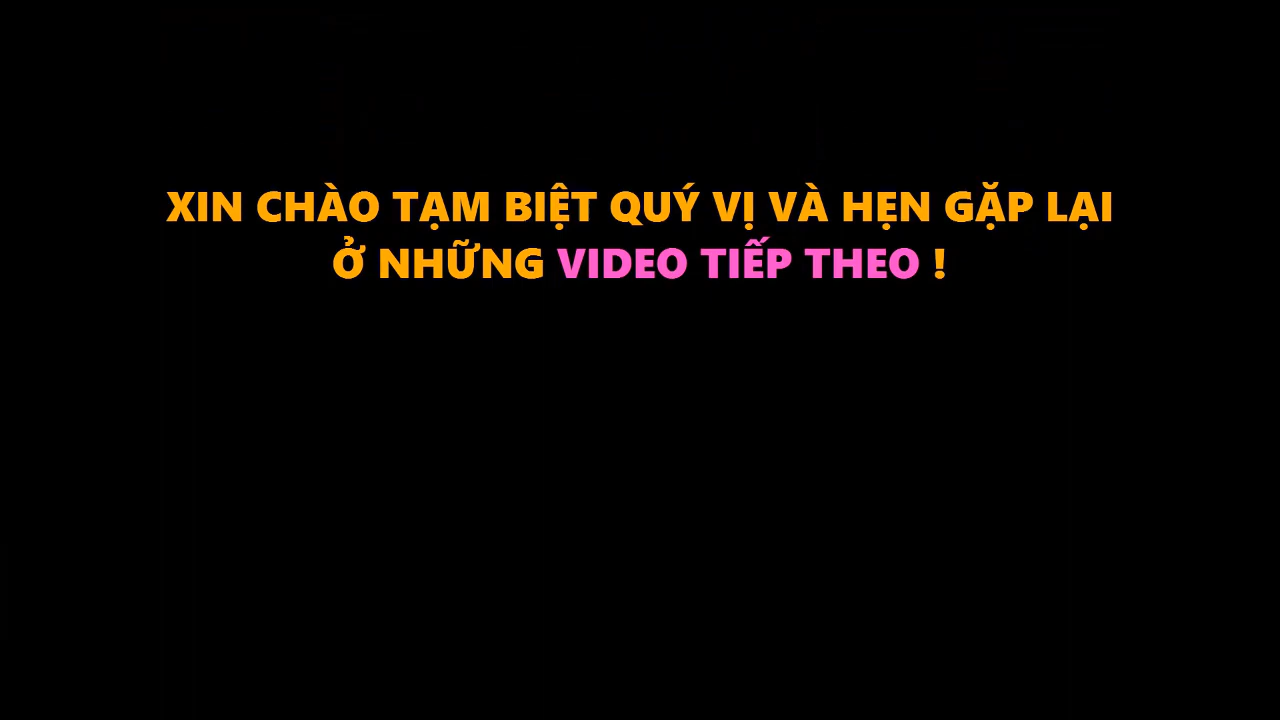 XIN CHÀO TẠM BIỆT QUÝ VỊ VÀ HẸN GẶP LẠI
Ở NHỮNG VIDEO TIẾP THEO !